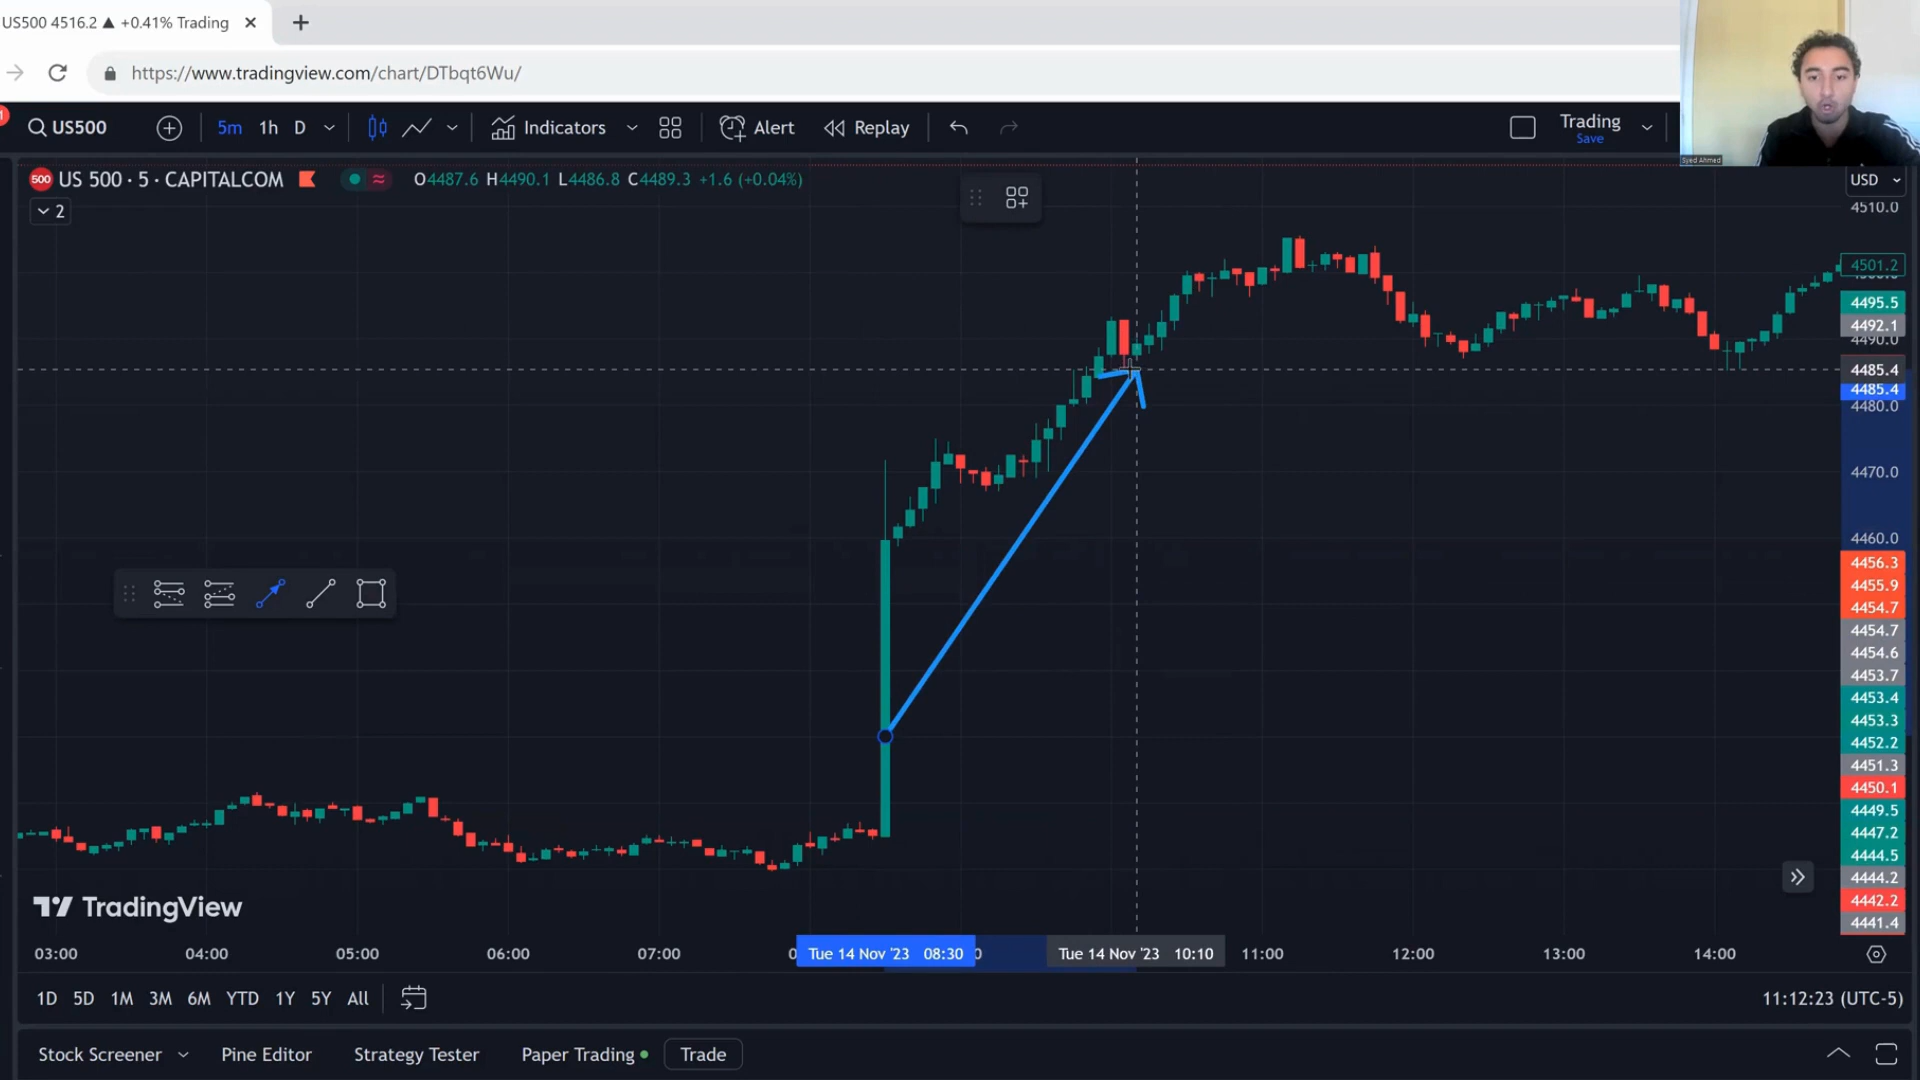 US500 4516.2 ▲ +0.41% Trading
https://www.tradingview.com/chart/DTbqt6Wu/
US500
5m 1h D
Indicators
Alert
Replay
Trading
Save
Syed Ahmed
500 US 500 · 5 · CAPITALCOM O4487.6 H4490.1 L4486.8 C4489.3 +1.6 (+0.04%)
2
USD
4510.0
4501.2
4495.5
4492.1
4490.0
4485.4
4485.4
4480.0
4470.0
4460.0
4456.3
4455.9
4454.7
4454.7
4454.6
4453.7
4453.4
4453.3
4452.2
4451.3
4450.1
4449.5
4447.2
4444.5
4444.2
4442.2
4441.4
TradingView
03:00 04:00 05:00 06:00 07:00 Tue 14 Nov '23 08:30 Tue 14 Nov '23 10:10 11:00 12:00 13:00 14:00
1D 5D 1M 3M 6M YTD 1Y 5Y All
11:12:23 (UTC-5)
Stock Screener Pine Editor Strategy Tester Paper Trading Trade